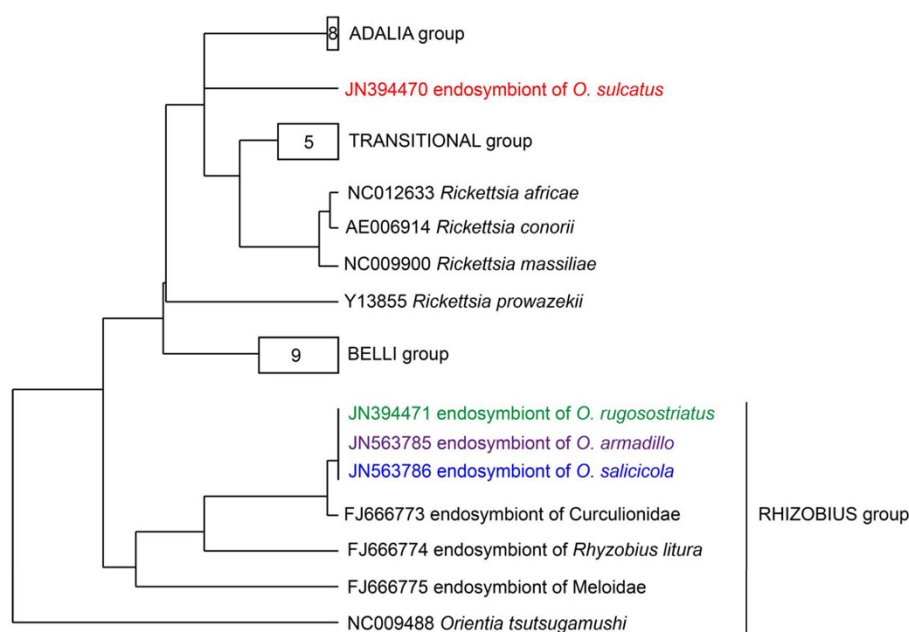 8 ADALIA group
JN394470 endosymbiont of O. sulcatus
5 TRANSITIONAL group
NC012633 Rickettsia africae
AE006914 Rickettsia conorii
NC009900 Rickettsia massiliae
Y13855 Rickettsia prowazekii
9 BELLI group
JN394471 endosymbiont of O. rugosostriatus
JN563785 endosymbiont of O. armadillo
JN563786 endosymbiont of O. salicicola
FJ666773 endosymbiont of Curculionidae
RHIZOBIUS group
FJ666774 endosymbiont of Rhyzobius litura
FJ666775 endosymbiont of Meloidae
NC009488 Orientia tsutsugamushi